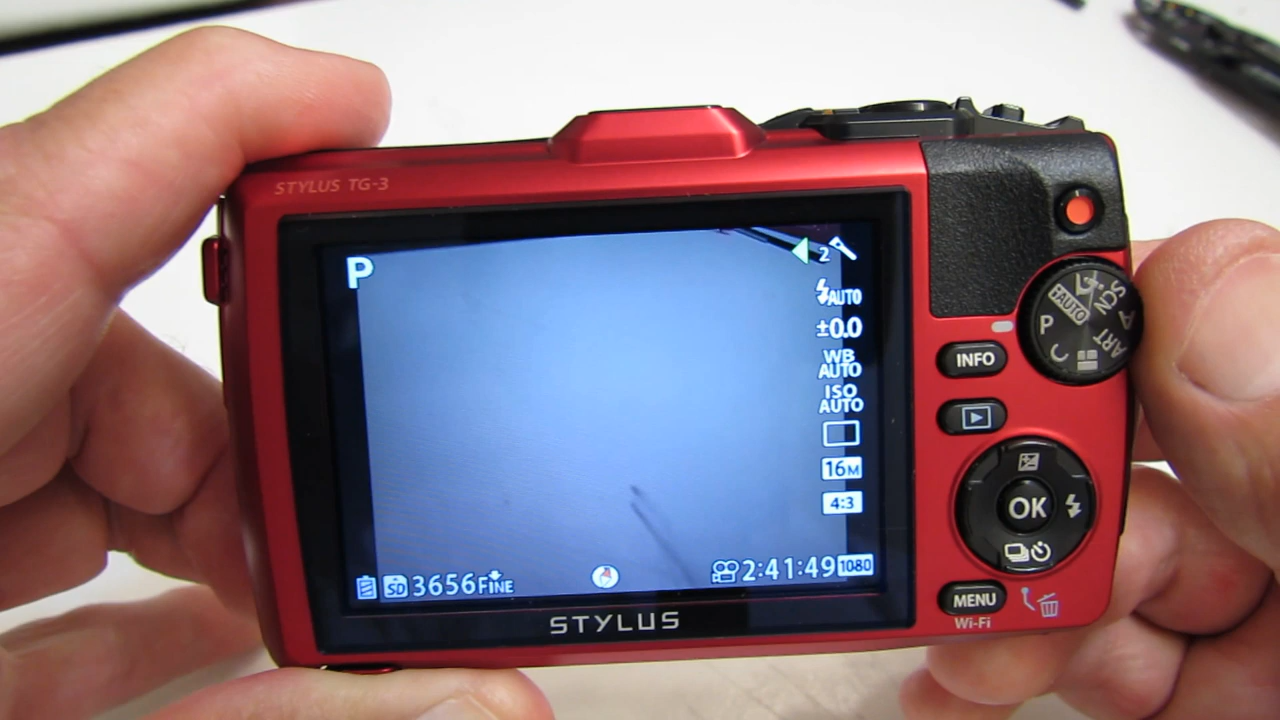 STYLUS TG-3
P
2
AUTO
±0.0
WB
AUTO
ISO
AUTO
16M
4:3
SD 3656 FINE
2:41:49 1080
STYLUS
SCN
iAUTO
P
A
ART
C
INFO
OK
MENU
Wi-Fi